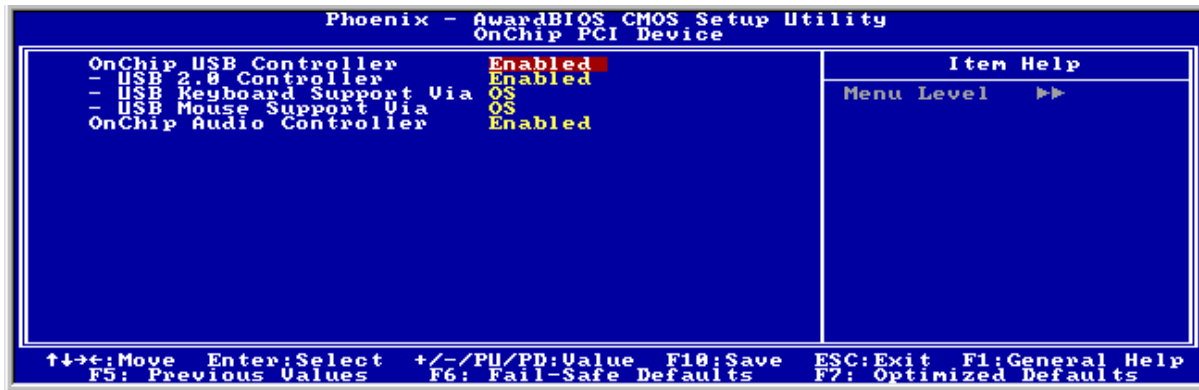 Phoenix - AwardBIOS CMOS Setup Utility
OnChip PCI Device
OnChip USB Controller Enabled
- USB 2.0 Controller Enabled
- USB Keyboard Support Via OS
- USB Mouse Support Via OS
OnChip Audio Controller Enabled
Item Help
Menu Level ▶▶
↑↓→←:Move Enter:Select +/-/PU/PD:Value F10:Save ESC:Exit F1:General Help
F5: Previous Values F6: Fail-Safe Defaults F7: Optimized Defaults